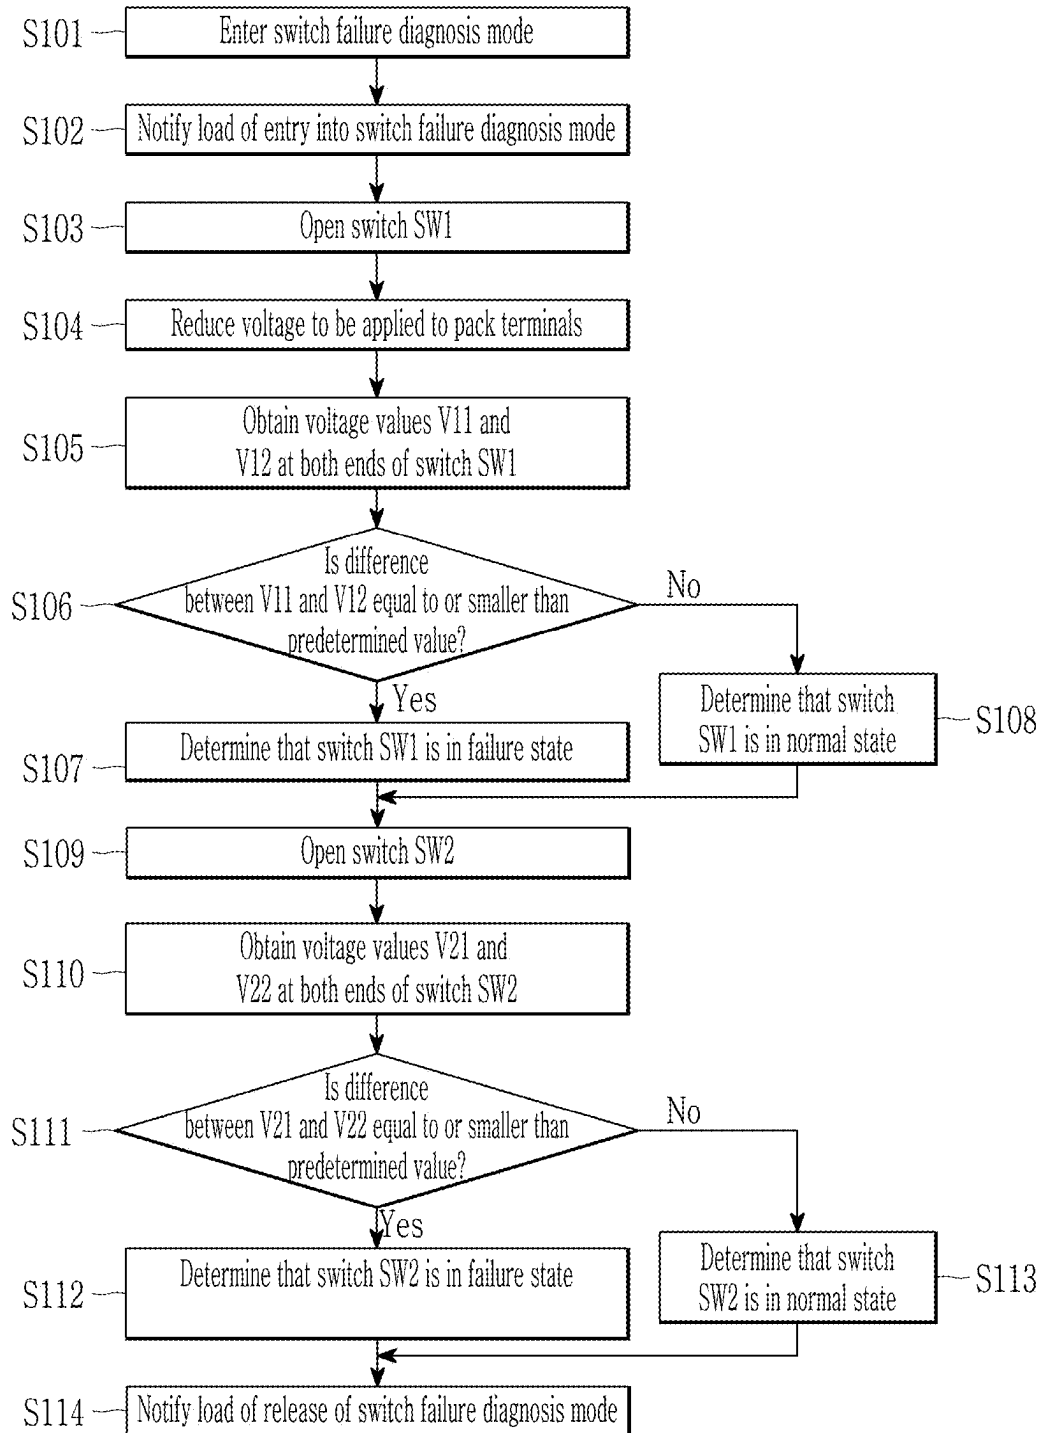 S101
Enter switch failure diagnosis mode
S102
Notify load of entry into switch failure diagnosis mode
S103
Open switch SW1
S104
Reduce voltage to be applied to pack terminals
S105
Obtain voltage values V11 and
V12 at both ends of switch SW1
S106
Is difference
between V11 and V12 equal to or smaller than
predetermined value?
No
Yes
S107
Determine that switch SW1 is in failure state
Determine that switch
SW1 is in normal state
S108
S109
Open switch SW2
S110
Obtain voltage values V21 and
V22 at both ends of switch SW2
S111
Is difference
between V21 and V22 equal to or smaller than
predetermined value?
No
Yes
S112
Determine that switch SW2 is in failure state
Determine that switch
SW2 is in normal state
S113
S114
Notify load of release of switch failure diagnosis mode